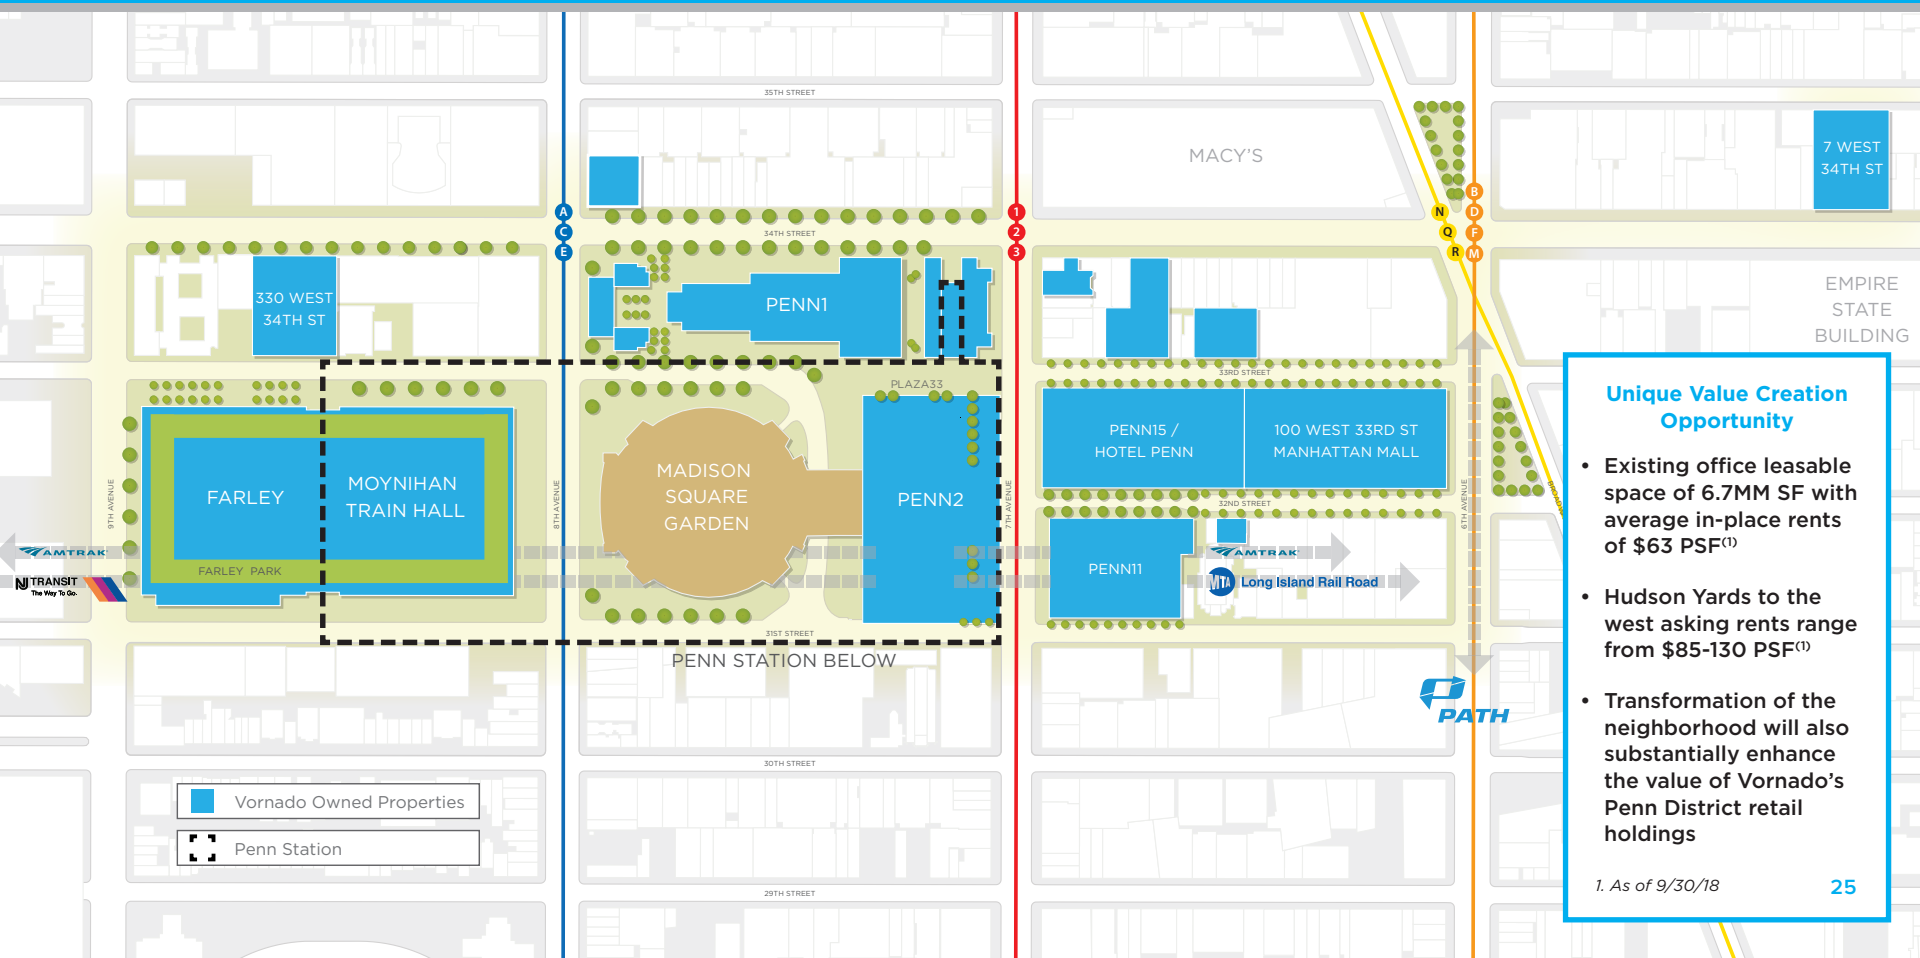 35TH STREET
MACY'S
7 WEST
34TH ST
A
C
E
1
2
3
N
Q
R
B
D
F
M
34TH STREET
330 WEST
34TH ST
PENN1
EMPIRE
STATE
BUILDING
33RD STREET
PLAZA33
9TH AVENUE
FARLEY
MOYNIHAN
TRAIN HALL
FARLEY PARK
8TH AVENUE
MADISON
SQUARE
GARDEN
PENN2
7TH AVENUE
PENN15 /
HOTEL PENN
100 WEST 33RD ST
MANHATTAN MALL
6TH AVENUE
32ND STREET
AMTRAK
NJ TRANSIT
The Way To Go.
PENN11
AMTRAK
MTA Long Island Rail Road
31ST STREET
PENN STATION BELOW
PATH
30TH STREET
Vornado Owned Properties
Penn Station
29TH STREET
Unique Value Creation
Opportunity
• Existing office leasable
space of 6.7MM SF with
average in-place rents
of $63 PSF(1)
• Hudson Yards to the
west asking rents range
from $85-130 PSF(1)
• Transformation of the
neighborhood will also
substantially enhance
the value of Vornado's
Penn District retail
holdings
1. As of 9/30/18
25